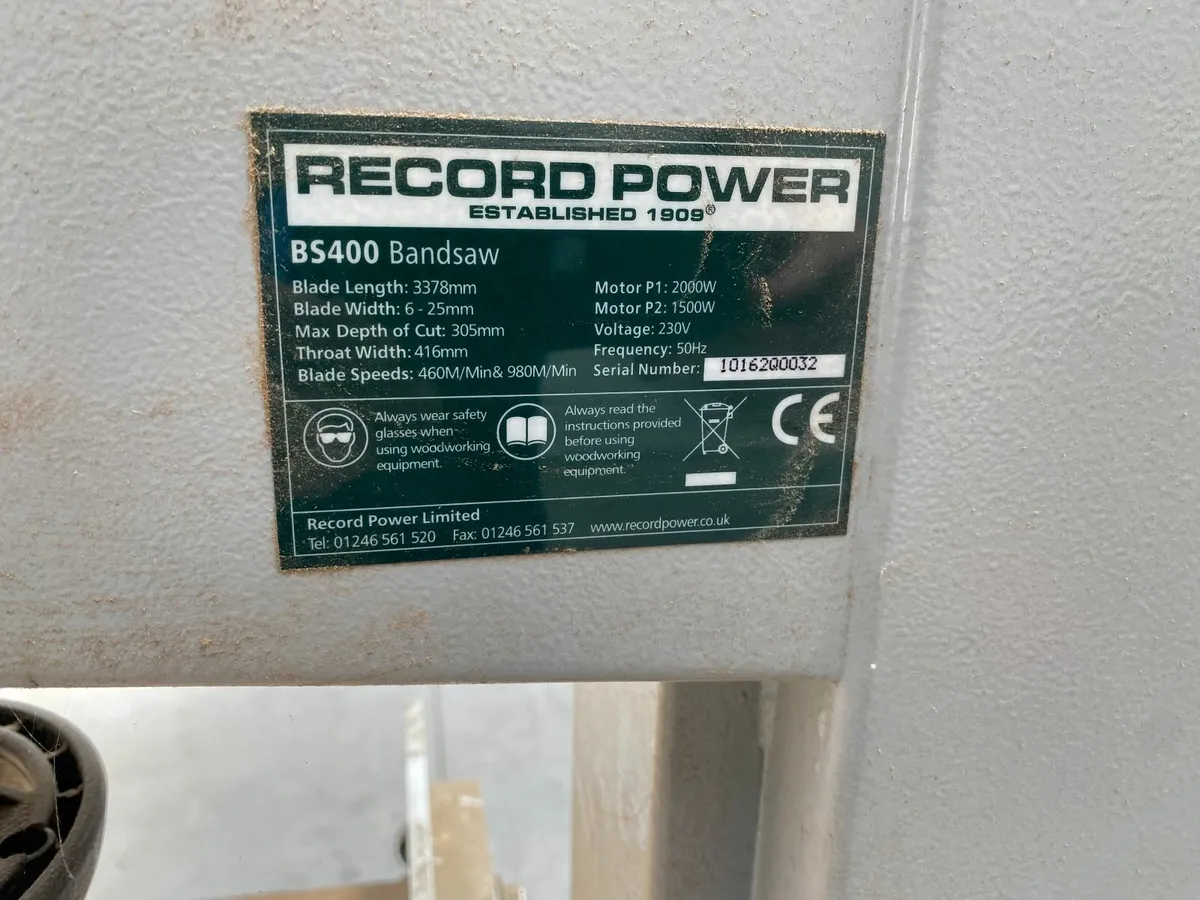 RECORD POWER
ESTABLISHED 1909®
BS400 Bandsaw
Blade Length: 3378mm
Blade Width: 6 - 25mm
Max Depth of Cut: 305mm
Throat Width: 416mm
Blade Speeds: 460M/Min& 980M/Min
Motor P1: 2000W
Motor P2: 1500W
Voltage: 230V
Frequency: 50Hz
Serial Number: 10162Q0032
Always wear safety
glasses when
using woodworking
equipment.
Always read the
instructions provided
before using
woodworking
equipment.
CE
Record Power Limited
Tel: 01246 561 520 Fax: 01246 561 537 www.recordpower.co.uk